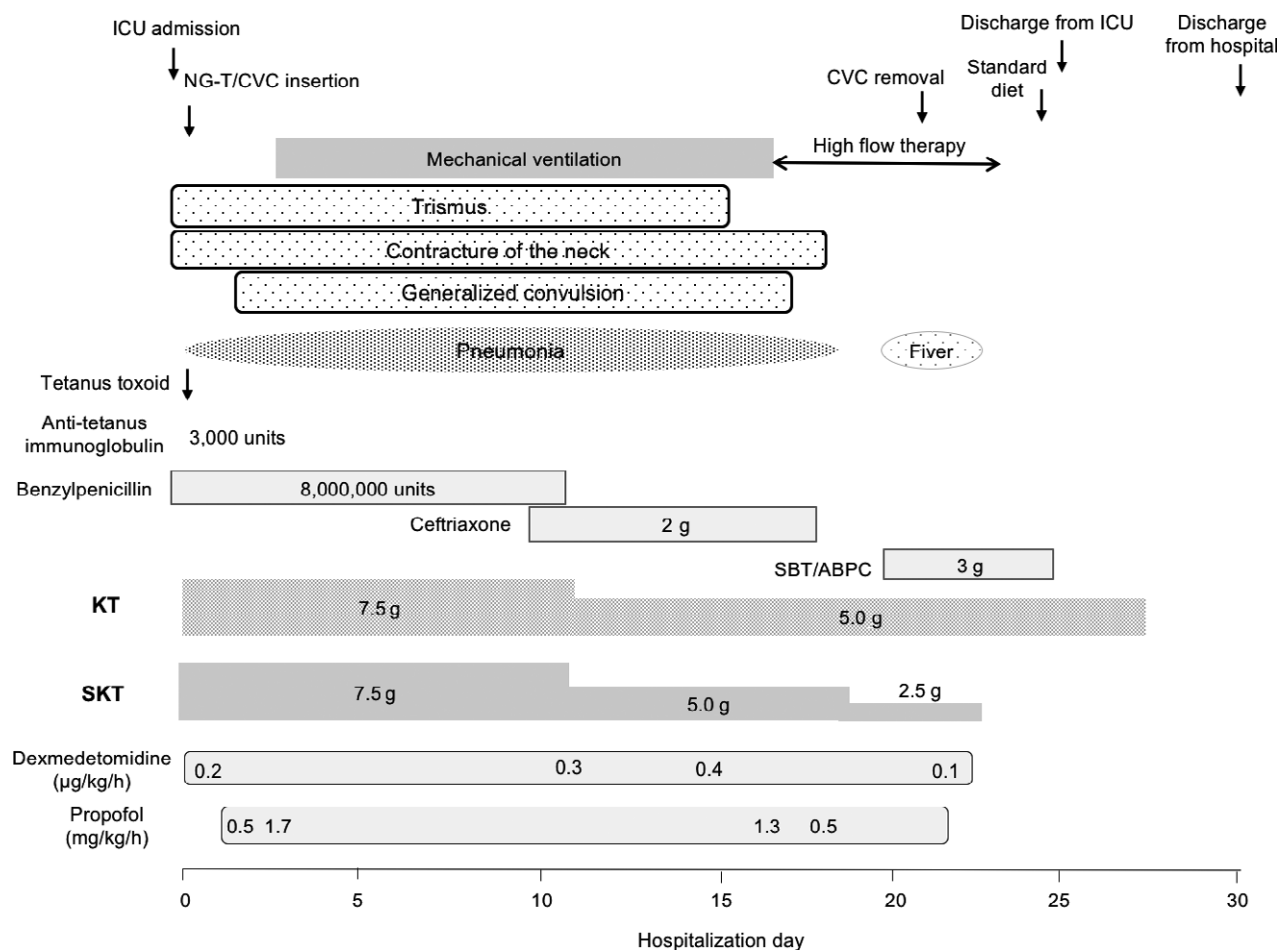 ICU admission
NG-T/CVC insertion
Discharge from ICU
Discharge
from hospital
CVC removal
Standard
diet
High flow therapy
Mechanical ventilation
Trismus
Contracture of the neck
Generalized convulsion
Pneumonia
Fiver
Tetanus toxoid
Anti-tetanus
immunoglobulin
3,000 units
Benzylpenicillin
8,000,000 units
Ceftriaxone
2 g
SBT/ABPC
3 g
KT
7.5 g
5.0 g
SKT
7.5 g
5.0 g
2.5 g
Dexmedetomidine
(µg/kg/h)
0.2 0.3 0.4 0.1
Propofol
(mg/kg/h)
0.5 1.7 1.3 0.5
0 5 10 15 20 25 30
Hospitalization day